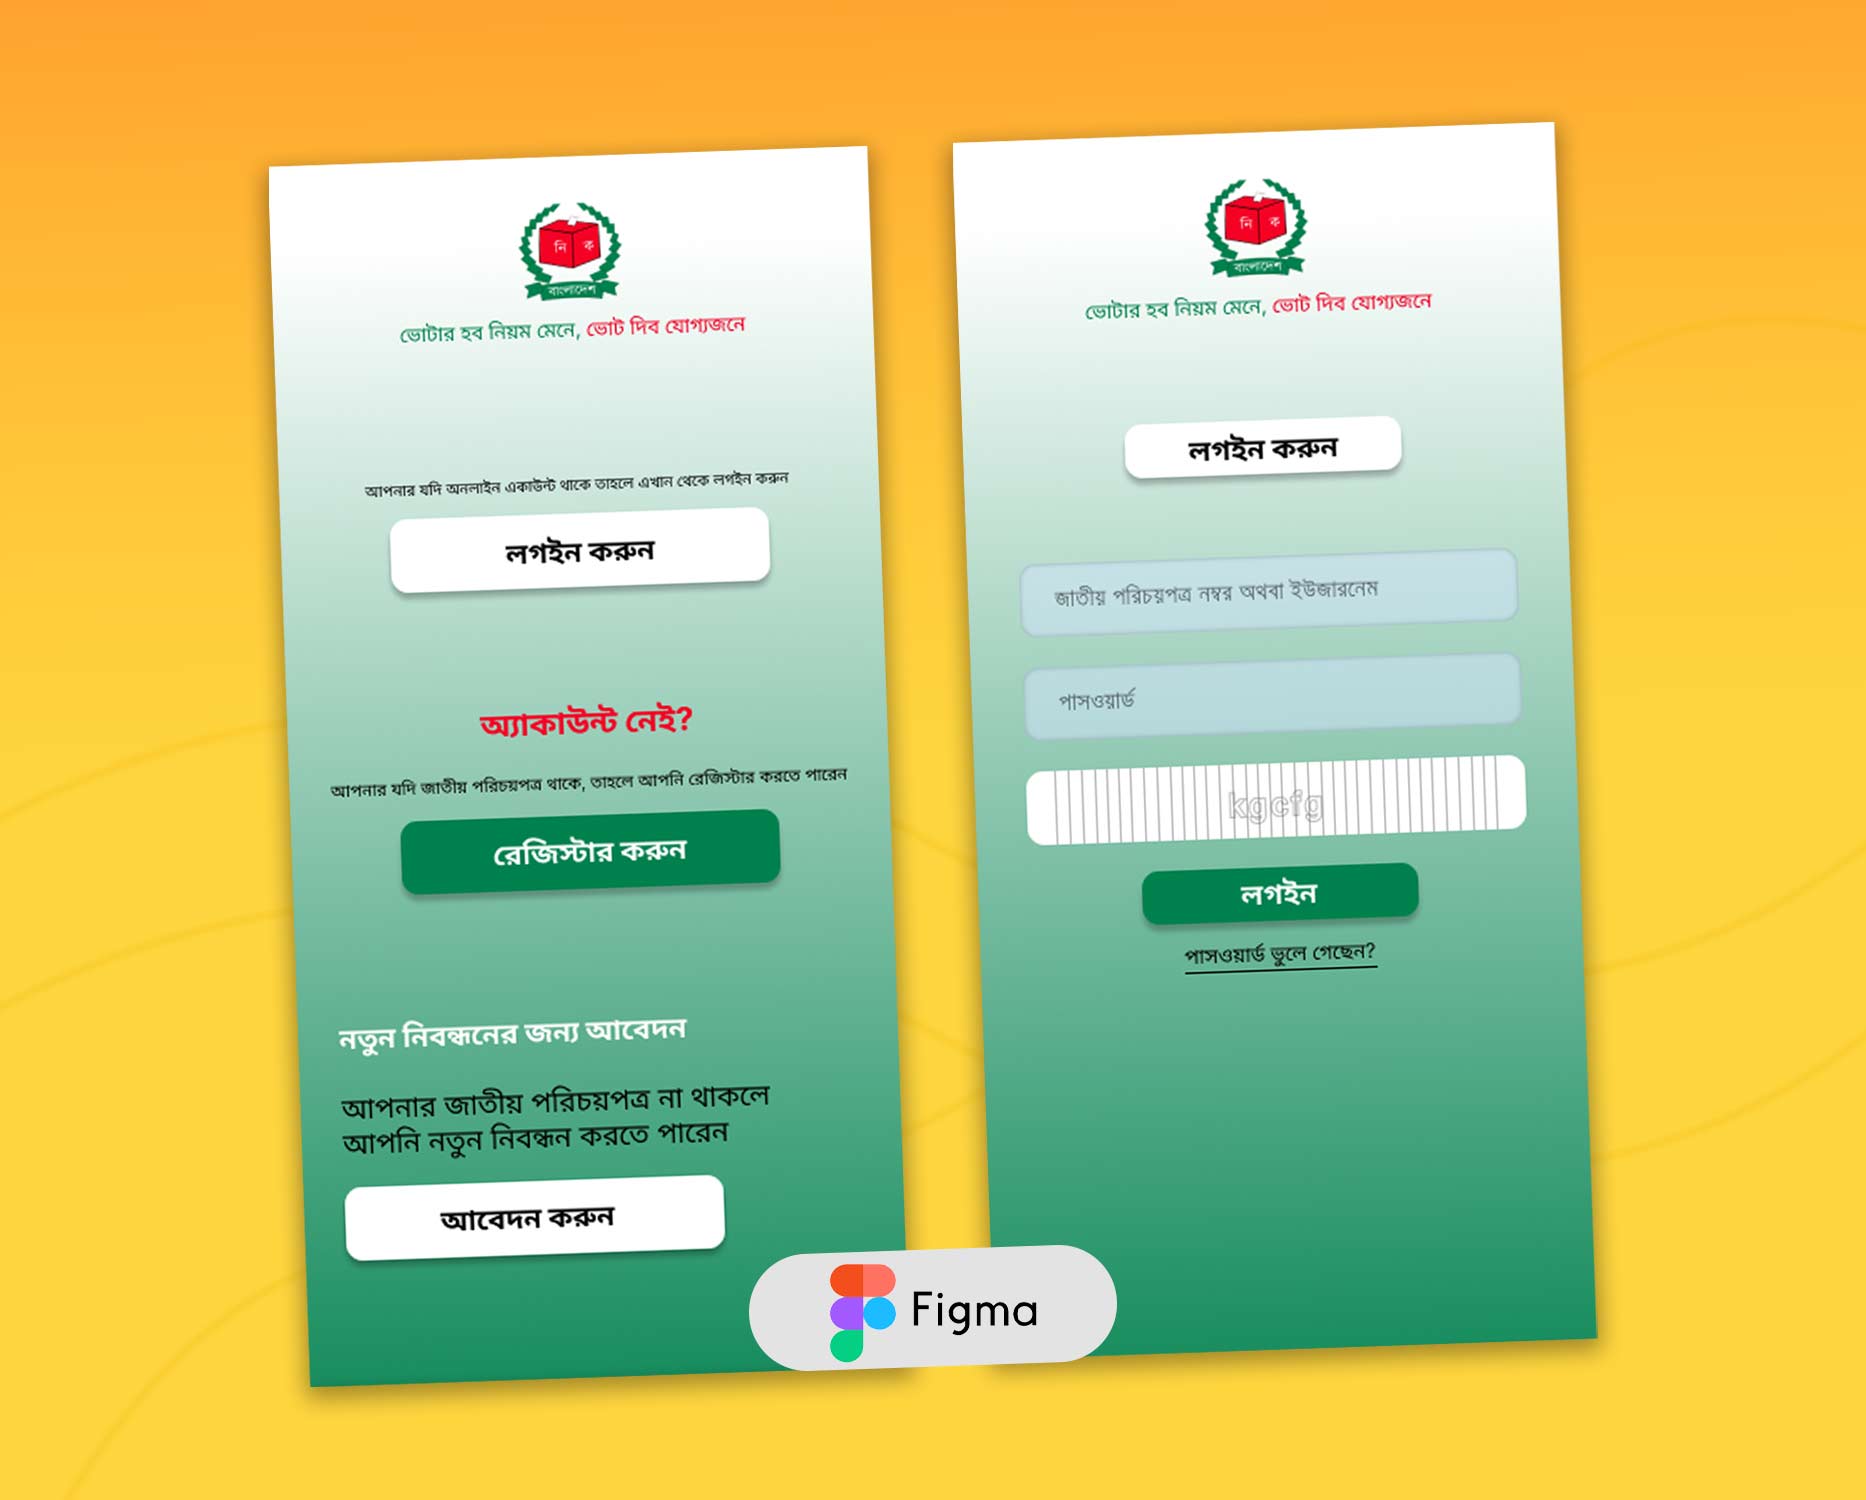 নি ক
বাংলাদেশ
ভোটার হব নিয়ম মেনে, ভোট দিব যোগ্যজনে
আপনার যদি অনলাইন একাউন্ট থাকে তাহলে এখান থেকে লগইন করুন
লগইন করুন
অ্যাকাউন্ট নেই?
আপনার যদি জাতীয় পরিচয়পত্র থাকে, তাহলে আপনি রেজিস্টার করতে পারেন
রেজিস্টার করুন
নতুন নিবন্ধনের জন্য আবেদন
আপনার জাতীয় পরিচয়পত্র না থাকলে
আপনি নতুন নিবন্ধন করতে পারেন
আবেদন করুন
নি ক
বাংলাদেশ
ভোটার হব নিয়ম মেনে, ভোট দিব যোগ্যজনে
লগইন করুন
জাতীয় পরিচয়পত্র নম্বর অথবা ইউজারনেম
পাসওয়ার্ড
kgcfg
লগইন
পাসওয়ার্ড ভুলে গেছেন?
Figma